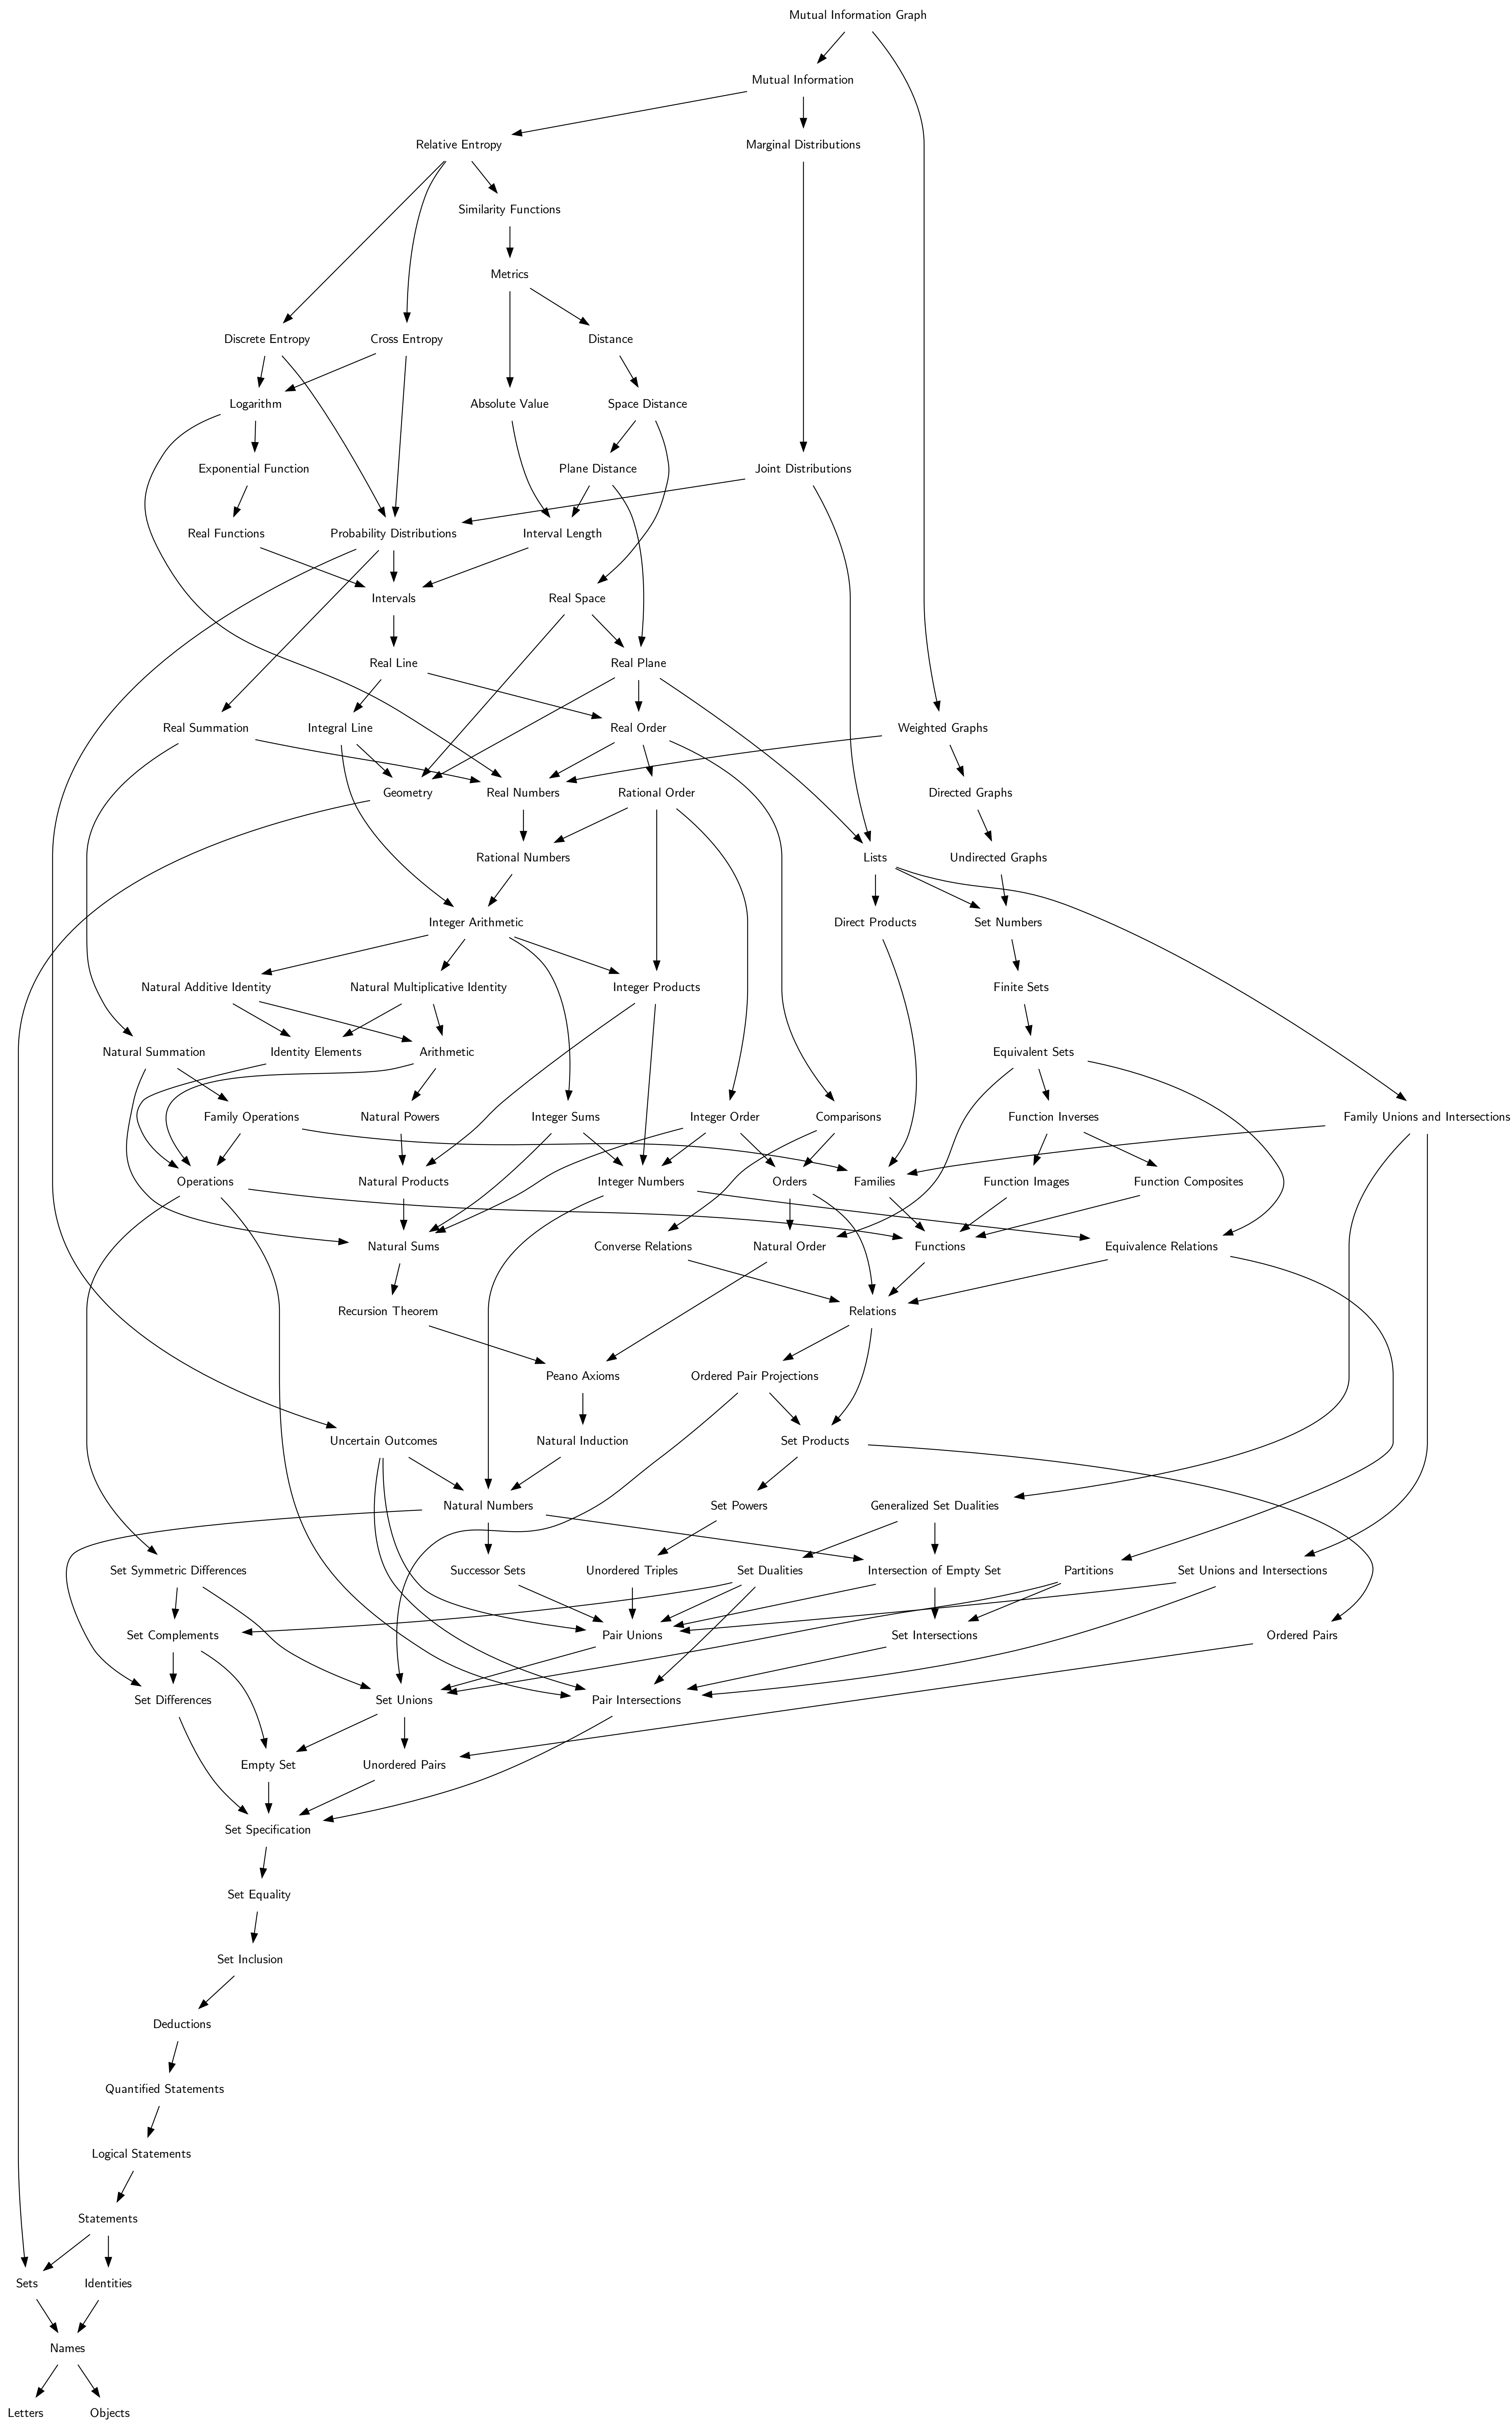 Mutual Information Graph
Mutual Information
Relative Entropy
Marginal Distributions
Similarity Functions
Metrics
Discrete Entropy
Cross Entropy
Distance
Logarithm
Absolute Value
Space Distance
Exponential Function
Plane Distance
Joint Distributions
Real Functions
Probability Distributions
Interval Length
Intervals
Real Space
Real Line
Real Plane
Real Summation
Integral Line
Real Order
Weighted Graphs
Geometry
Real Numbers
Rational Order
Directed Graphs
Rational Numbers
Lists
Undirected Graphs
Integer Arithmetic
Direct Products
Set Numbers
Natural Additive Identity
Natural Multiplicative Identity
Integer Products
Finite Sets
Natural Summation
Identity Elements
Arithmetic
Equivalent Sets
Family Operations
Natural Powers
Integer Sums
Integer Order
Comparisons
Function Inverses
Family Unions and Intersections
Operations
Natural Products
Integer Numbers
Orders
Families
Function Images
Function Composites
Natural Sums
Converse Relations
Natural Order
Functions
Equivalence Relations
Recursion Theorem
Relations
Peano Axioms
Ordered Pair Projections
Uncertain Outcomes
Natural Induction
Set Products
Natural Numbers
Set Powers
Generalized Set Dualities
Set Symmetric Differences
Successor Sets
Unordered Triples
Set Dualities
Intersection of Empty Set
Partitions
Set Unions and Intersections
Set Complements
Pair Unions
Set Intersections
Ordered Pairs
Set Differences
Set Unions
Pair Intersections
Empty Set
Unordered Pairs
Set Specification
Set Equality
Set Inclusion
Deductions
Quantified Statements
Logical Statements
Statements
Sets
Identities
Names
Letters
Objects